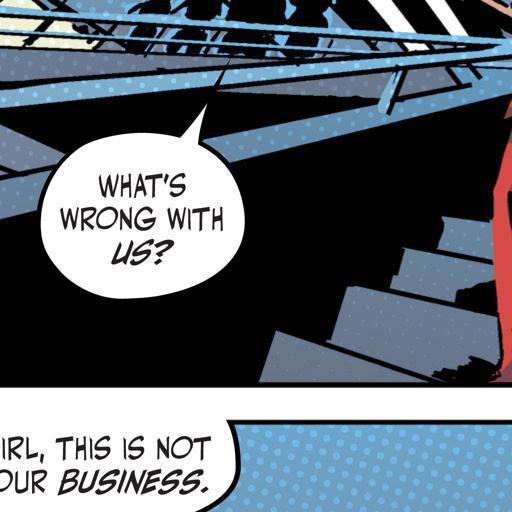 WHAT'S
WRONG WITH
US?
IRL, THIS IS NOT
OUR BUSINESS.